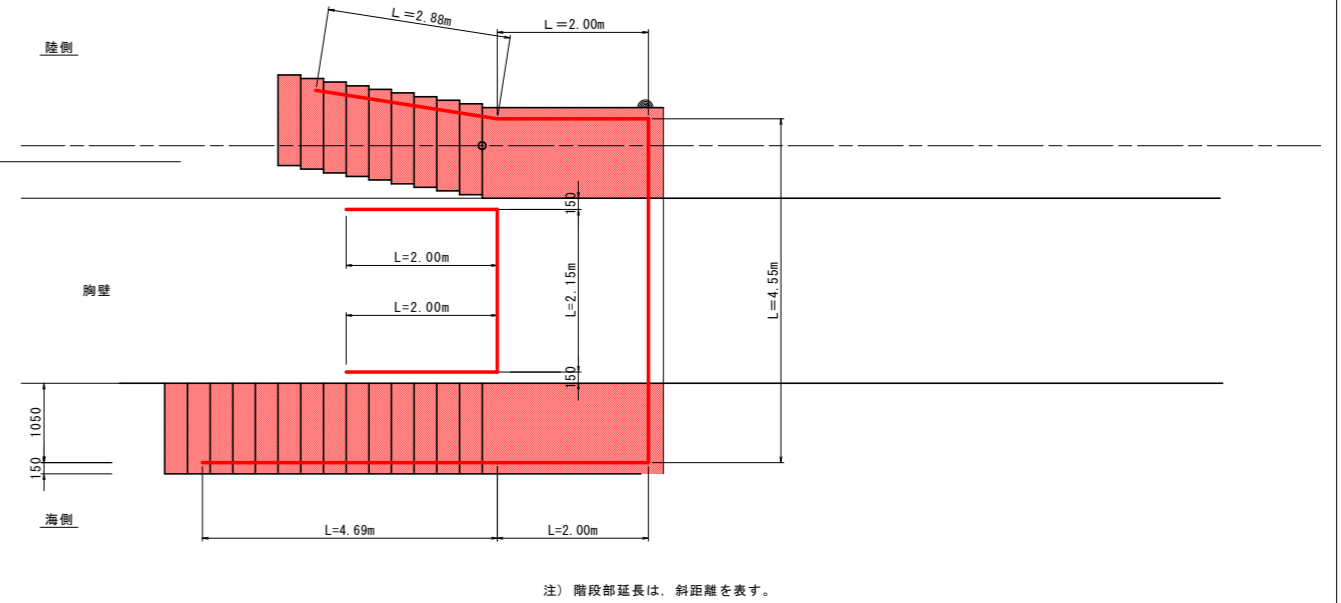 L=2.88m
L=2.00m
陸側
150
L=2.00m
L=2.15m
L=4.55m
胸壁
L=2.00m
150
1050
150
海側
L=4.69m
L=2.00m
注) 階段部延長は, 斜距離を表す。